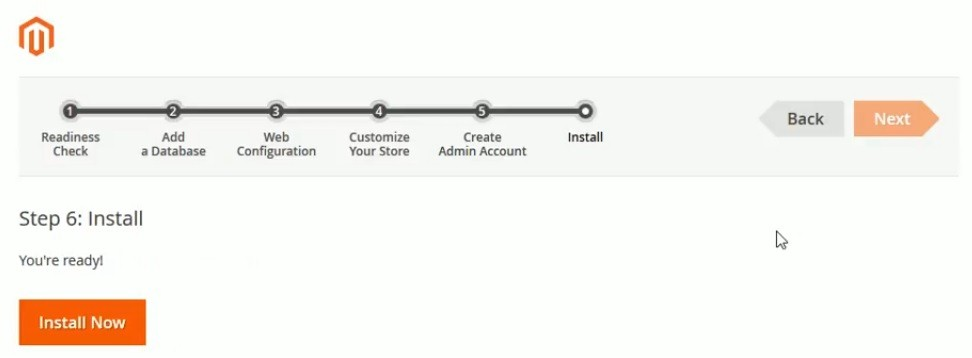 1 2 3 4 5
Readiness Add Web Customize Create Install
Check a Database Configuration Your Store Admin Account
Back Next
Step 6: Install
You're ready!
Install Now